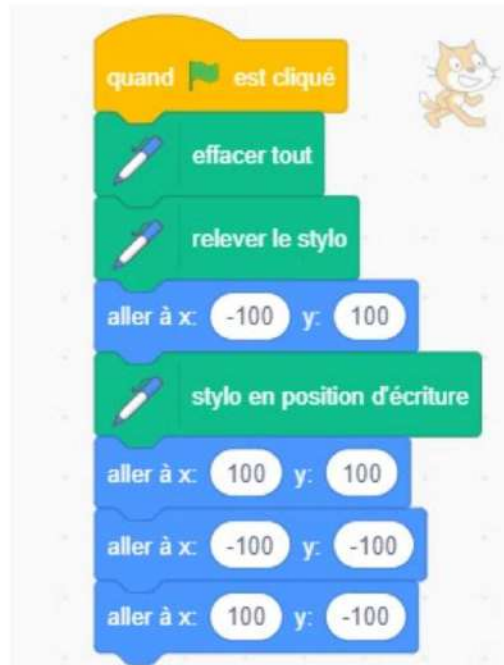 quand est cliqué
effacer tout
relever le stylo
aller à x: -100 y: 100
stylo en position d'écriture
aller à x: 100 y: 100
aller à x: -100 y: -100
aller à x: 100 y: -100